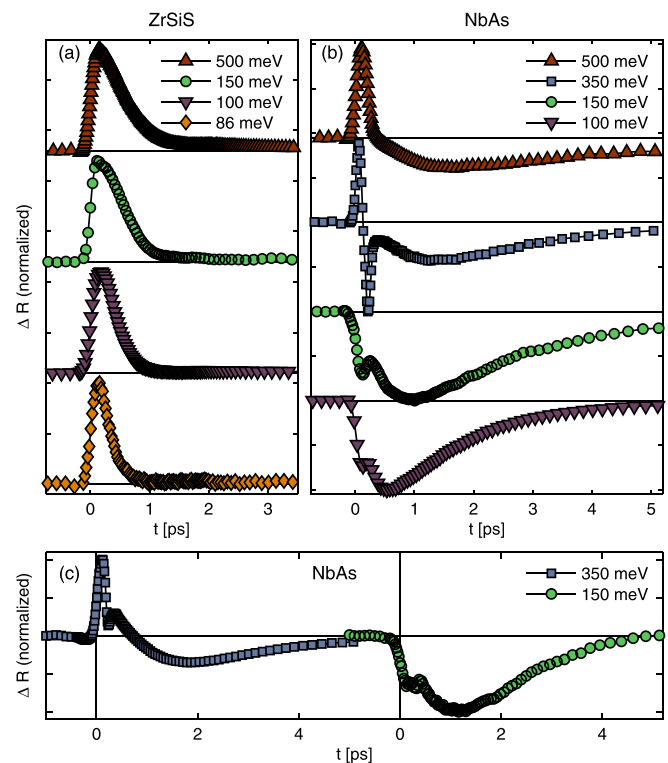 ZrSiS
NbAs
(a)
500 meV
150 meV
100 meV
86 meV
(b)
500 meV
350 meV
150 meV
100 meV
Δ R (normalized)
0 1 2 3
t [ps]
0 1 2 3 4 5
t [ps]
(c)
NbAs
350 meV
150 meV
Δ R (normalized)
0 2 4 0 2 4
t [ps]